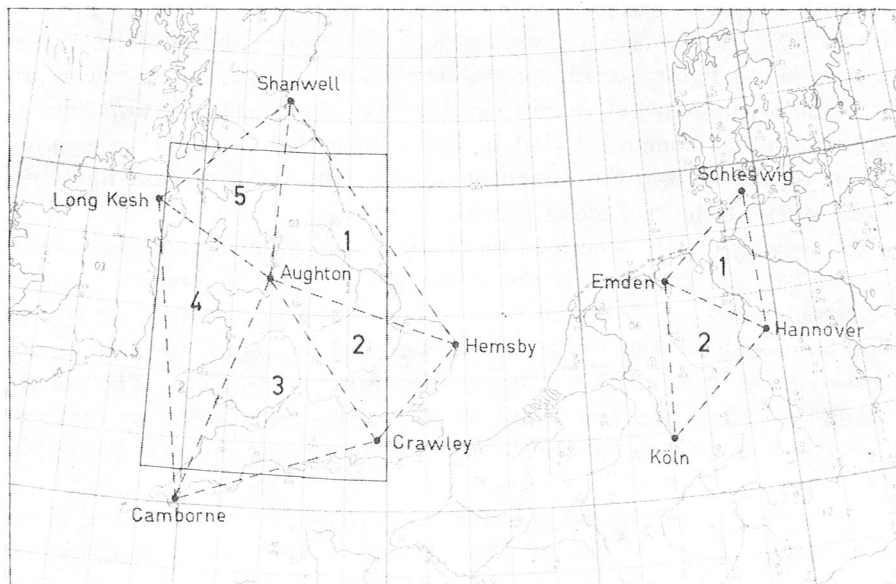 Shanwell
Schleswig
5
Long Kesh
1
1
Aughton
Emden
4
Hannover
2
2
Hemsby
3
Crawley
Köln
Camborne